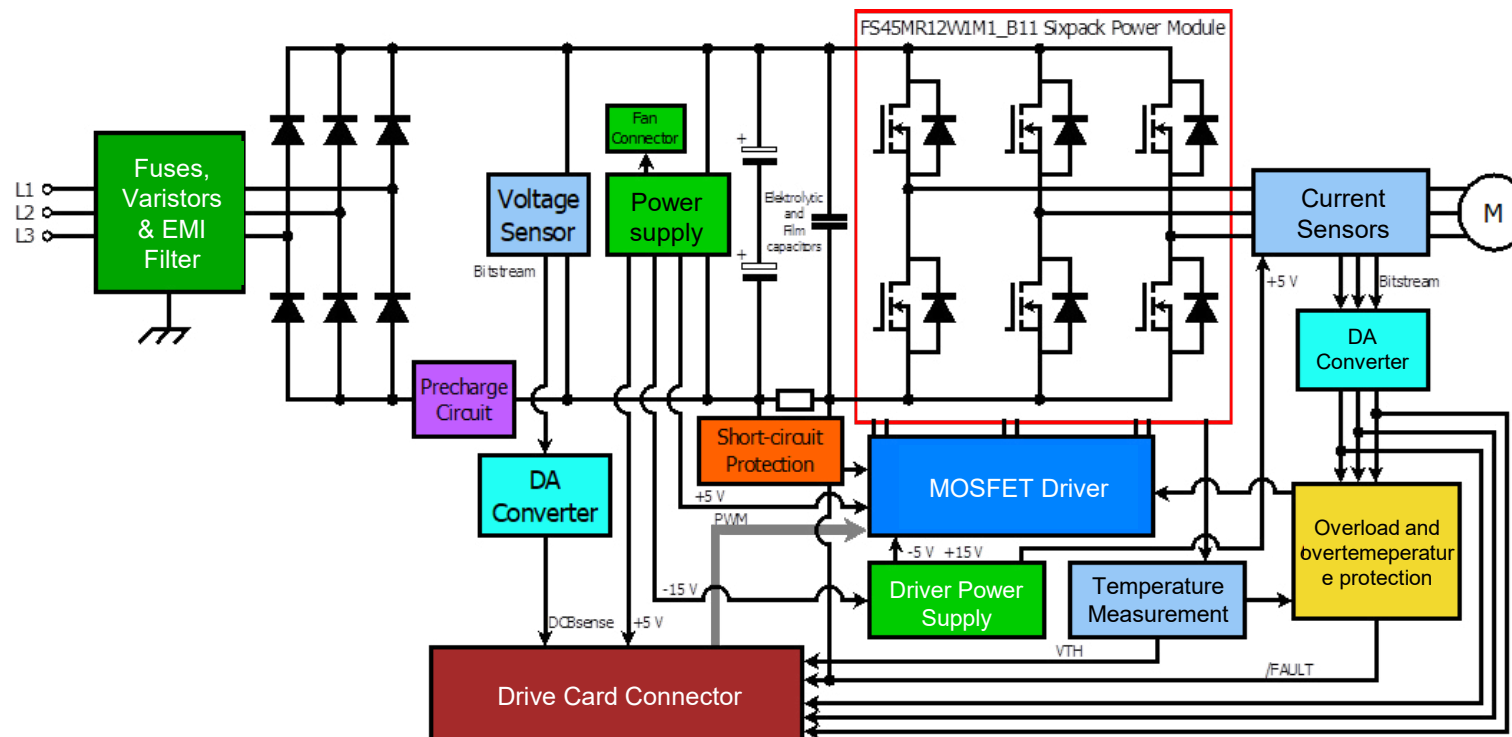 FS45MR12W1M1_B11 Sixpack Power Module
Fuses,
Varistors
& EMI
Filter
L1
L2
L3
Fan
Connector
Voltage
Sensor
Power
supply
+
+
Elektrolytic
and
Film
capacitors
Current
Sensors
M
Bitstream
+5 V
Bitstream
DA
Converter
Precharge
Circuit
Short-circuit
Protection
DA
Converter
MOSFET Driver
+5 V
PWM
Overload and
overtemeperatur
e protection
-5 V +15 V
-15 V
Driver Power
Supply
Temperature
Measurement
DCBsense
+5 V
VTH
/FAULT
Drive Card Connector